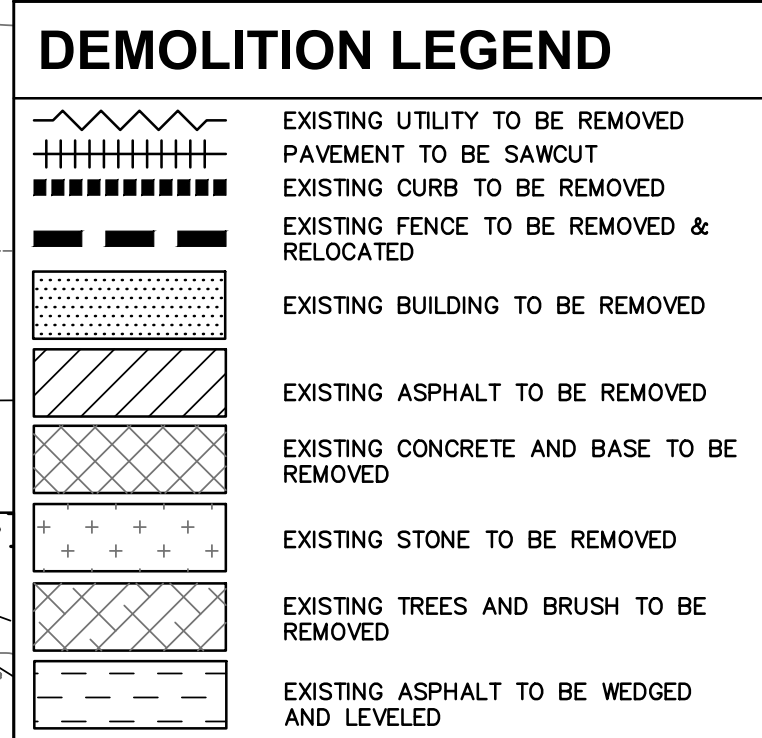 DEMOLITION LEGEND
EXISTING UTILITY TO BE REMOVED
PAVEMENT TO BE SAWCUT
EXISTING CURB TO BE REMOVED
EXISTING FENCE TO BE REMOVED &
RELOCATED
EXISTING BUILDING TO BE REMOVED
EXISTING ASPHALT TO BE REMOVED
EXISTING CONCRETE AND BASE TO BE
REMOVED
EXISTING STONE TO BE REMOVED
EXISTING TREES AND BRUSH TO BE
REMOVED
EXISTING ASPHALT TO BE WEDGED
AND LEVELED